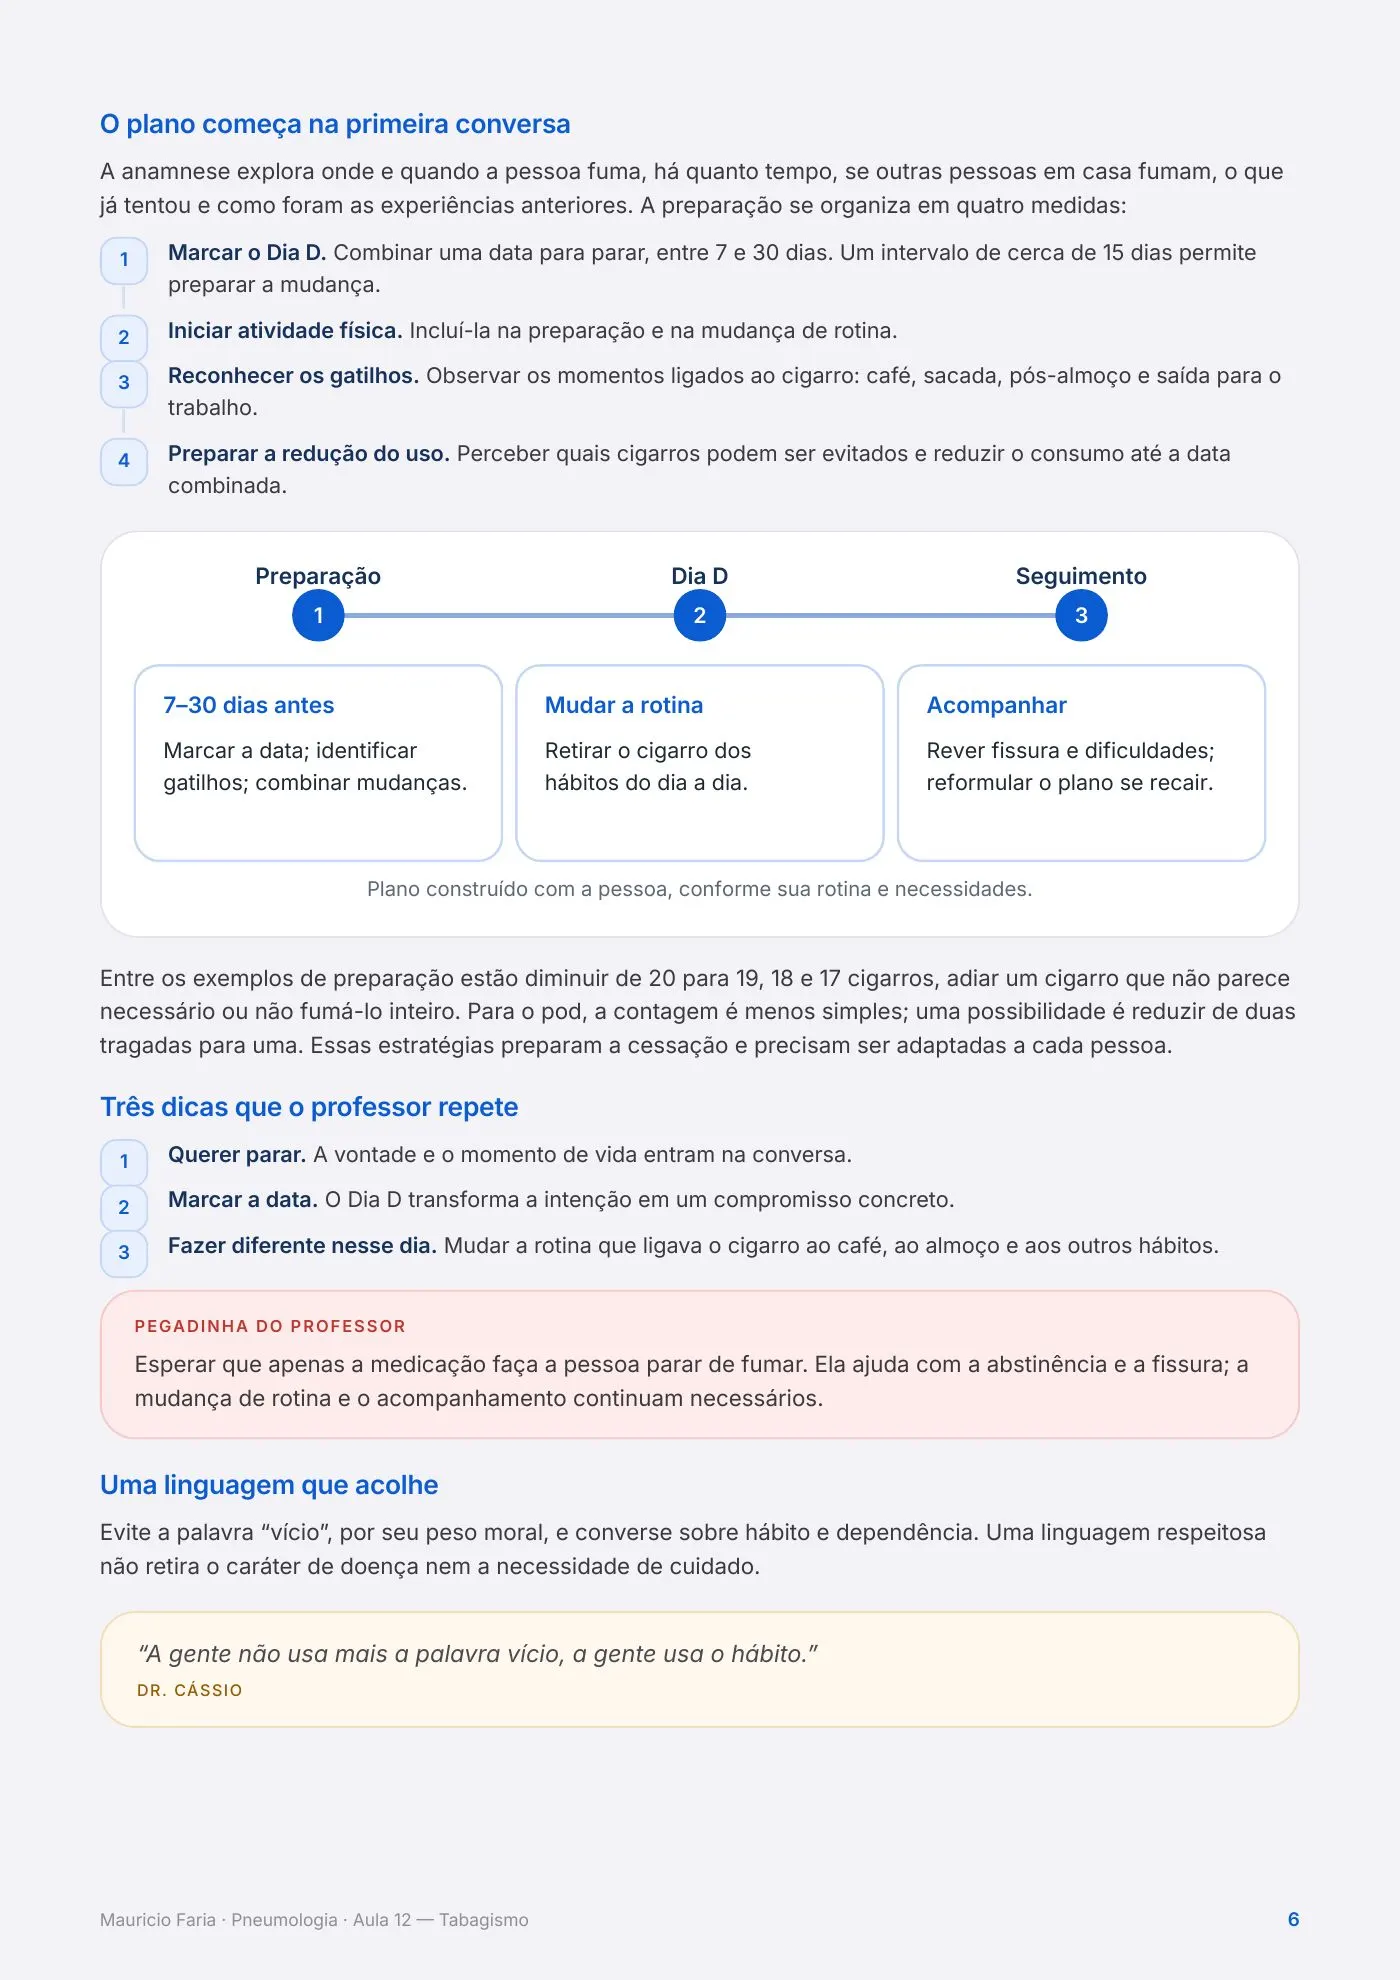 O plano começa na primeira conversa
A anamnese explora onde e quando a pessoa fuma, há quanto tempo, se outras pessoas em casa fumam, o que
já tentou e como foram as experiências anteriores. A preparação se organiza em quatro medidas:
1 Marcar o Dia D. Combinar uma data para parar, entre 7 e 30 dias. Um intervalo de cerca de 15 dias permite
preparar a mudança.
2 Iniciar atividade física. Incluí-la na preparação e na mudança de rotina.
3 Reconhecer os gatilhos. Observar os momentos ligados ao cigarro: café, sacada, pós-almoço e saída para o
trabalho.
4 Preparar a redução do uso. Perceber quais cigarros podem ser evitados e reduzir o consumo até a data
combinada.
Preparação
Dia D
Seguimento
1
2
3
7–30 dias antes
Marcar a data; identificar
gatilhos; combinar mudanças.
Mudar a rotina
Retirar o cigarro dos
hábitos do dia a dia.
Acompanhar
Rever fissura e dificuldades;
reformular o plano se recair.
Plano construído com a pessoa, conforme sua rotina e necessidades.
Entre os exemplos de preparação estão diminuir de 20 para 19, 18 e 17 cigarros, adiar um cigarro que não parece
necessário ou não fumá-lo inteiro. Para o pod, a contagem é menos simples; uma possibilidade é reduzir de duas
tragadas para uma. Essas estratégias preparam a cessação e precisam ser adaptadas a cada pessoa.
Três dicas que o professor repete
1 Querer parar. A vontade e o momento de vida entram na conversa.
2 Marcar a data. O Dia D transforma a intenção em um compromisso concreto.
3 Fazer diferente nesse dia. Mudar a rotina que ligava o cigarro ao café, ao almoço e aos outros hábitos.
PEGADINHA DO PROFESSOR
Esperar que apenas a medicação faça a pessoa parar de fumar. Ela ajuda com a abstinência e a fissura; a
mudança de rotina e o acompanhamento continuam necessários.
Uma linguagem que acolhe
Evite a palavra “vício”, por seu peso moral, e converse sobre hábito e dependência. Uma linguagem respeitosa
não retira o caráter de doença nem a necessidade de cuidado.
“A gente não usa mais a palavra vício, a gente usa o hábito.”
DR. CÁSSIO
Mauricio Faria · Pneumologia · Aula 12 — Tabagismo
6